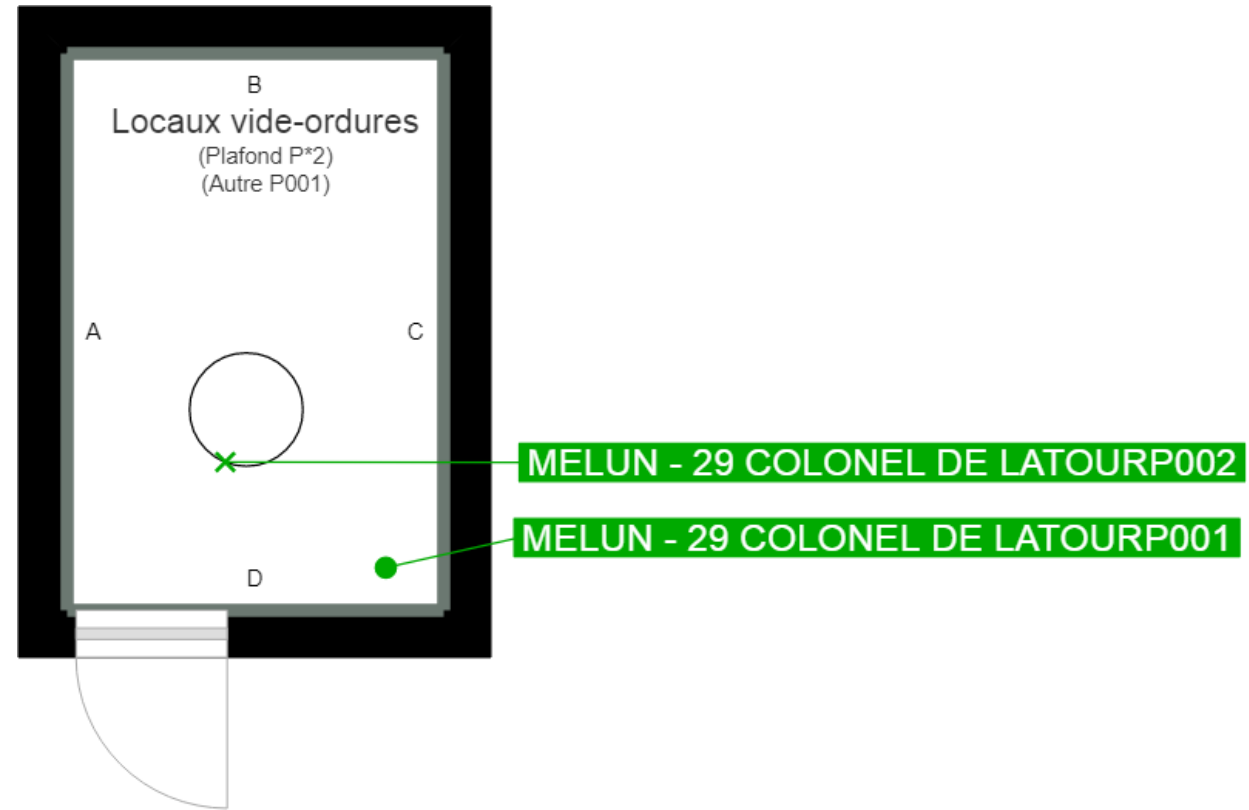 B
Locaux vide-ordures
(Plafond P*2)
(Autre P001)
A
C
MELUN - 29 COLONEL DE LATOURP002
MELUN - 29 COLONEL DE LATOURP001
D